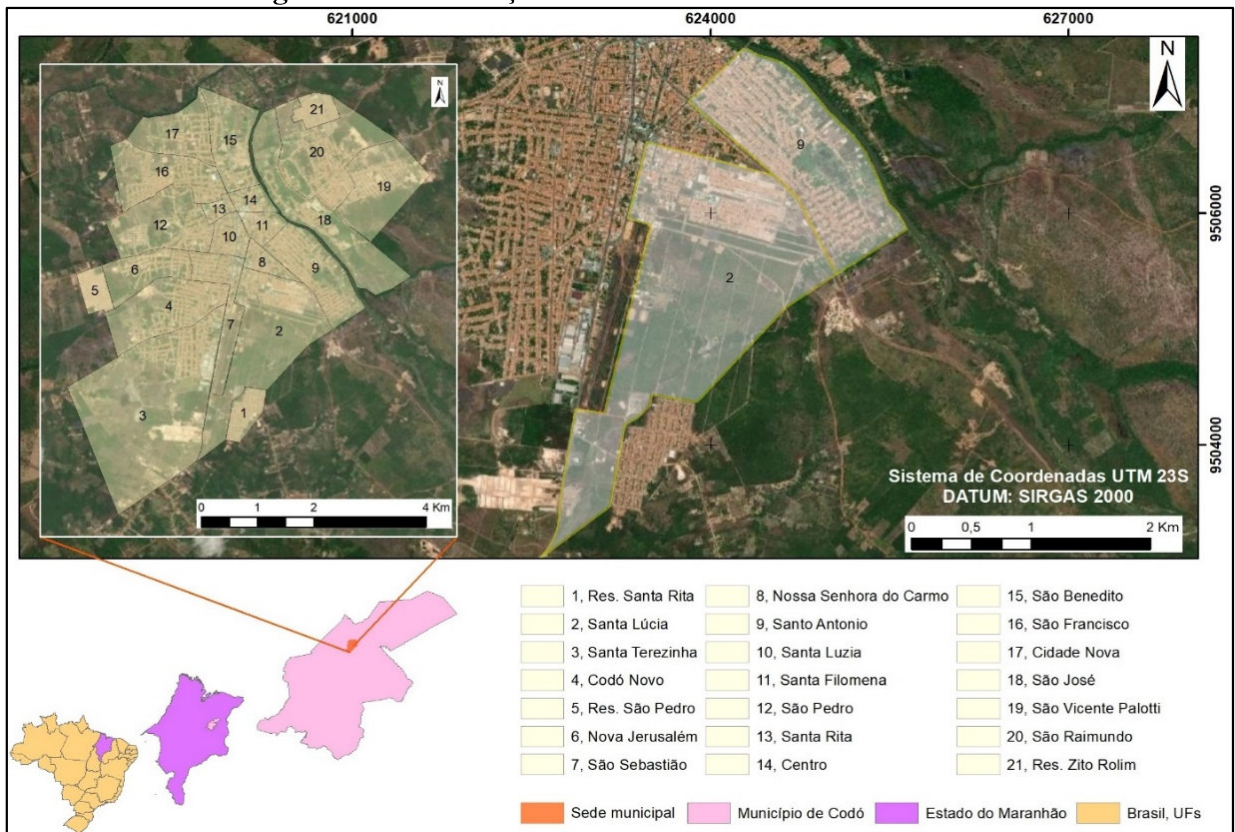 621000 624000 627000
N
N
21
17
15
20
16
19
14
13
18
12
11
10
9
8
6
5
4
7
2
3
1
9
2
9506000
9504000
0 1 2 4 Km
Sistema de Coordenadas UTM 23S
DATUM: SIRGAS 2000
0 0,5 1 2 Km
1, Res. Santa Rita
2, Santa Lúcia
3, Santa Terezinha
4, Codó Novo
5, Res. São Pedro
6, Nova Jerusalém
7, São Sebastião
8, Nossa Senhora do Carmo
9, Santo Antonio
10, Santa Luzia
11, Santa Filomena
12, São Pedro
13, Santa Rita
14, Centro
15, São Benedito
16, São Francisco
17, Cidade Nova
18, São José
19, São Vicente Palotti
20, São Raimundo
21, Res. Zito Rolim
Sede municipal
Município de Codó
Estado do Maranhão
Brasil, UFs